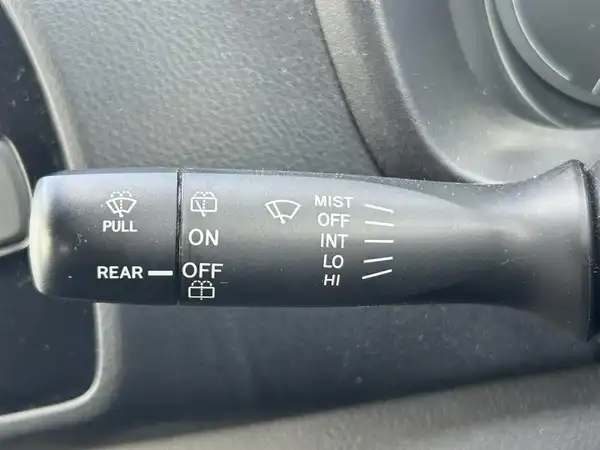 PULL
REAR
ON
OFF
MIST
OFF
INT
LO
HI